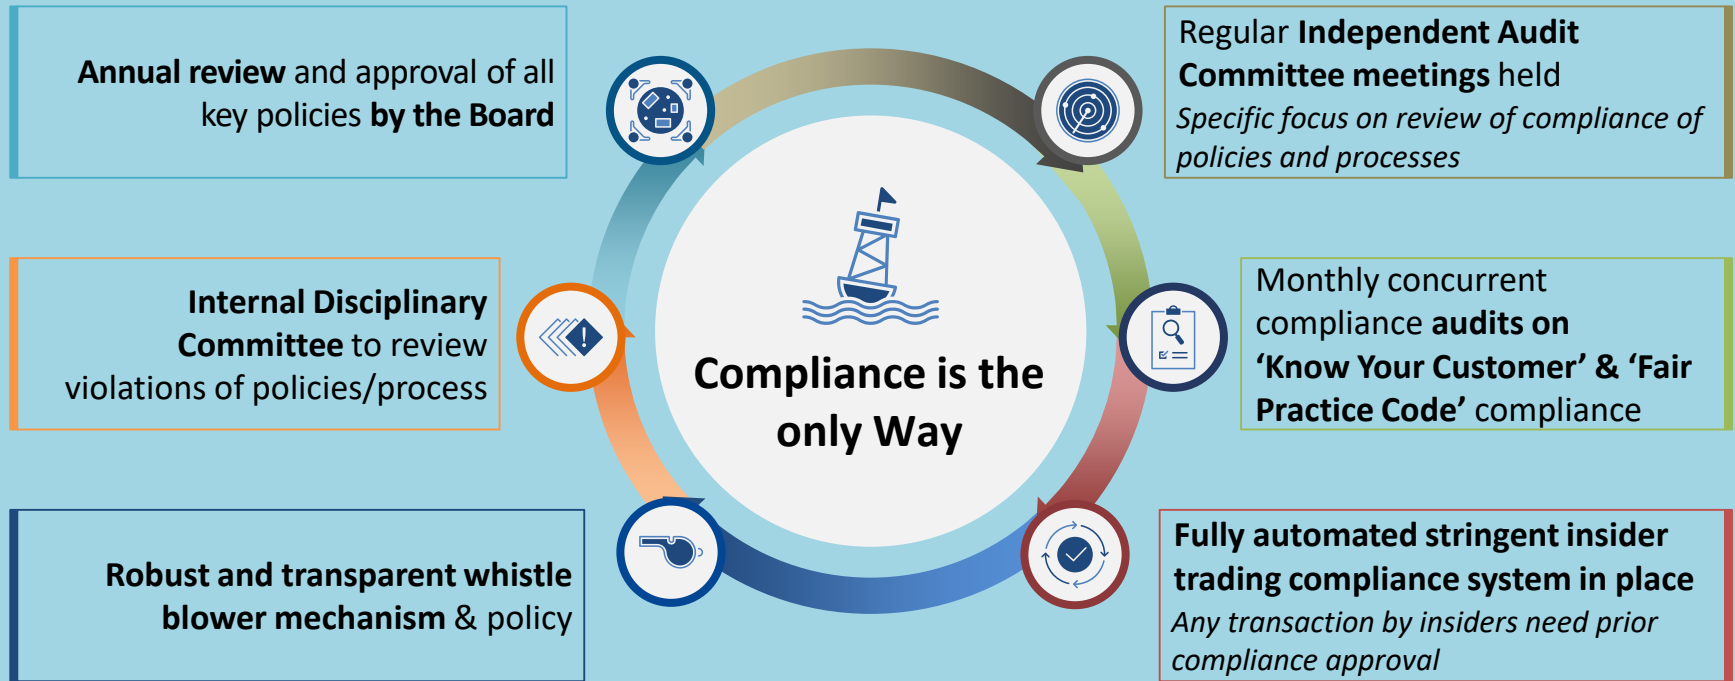 Annual review and approval of all
key policies by the Board
Regular Independent Audit
Committee meetings held
Specific focus on review of compliance of
policies and processes
Internal Disciplinary
Committee to review
violations of policies/process
Compliance is the
only Way
Monthly concurrent
compliance audits on
‘Know Your Customer’ & ‘Fair
Practice Code’ compliance
Robust and transparent whistle
blower mechanism & policy
Fully automated stringent insider
trading compliance system in place
Any transaction by insiders need prior
compliance approval